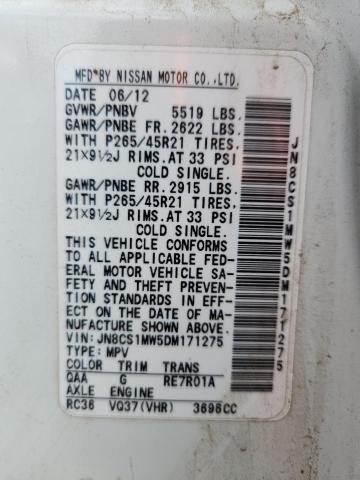 MFD*BY NISSAN MOTOR CO.,LTD.
DATE 06/12
GVWR/PNBV 5519 LBS.
GAWR/PNBE FR. 2622 LBS.
WITH P265/45R21 TIRES,
21X9½J RIMS.AT 33 PSI
COLD SINGLE.
GAWR/PNBE RR. 2915 LBS.
WITH P265/45R21 TIRES,
21X9½J RIMS.AT 33 PSI
COLD SINGLE.
THIS VEHICLE CONFORMS
TO ALL APPLICABLE FED-
ERAL MOTOR VEHICLE SA-
FETY AND THEFT PREVEN-
TION STANDARDS IN EFF-
ECT ON THE DATE OF MA-
NUFACTURE SHOWN ABOVE.
VIN: JN8CS1MW5DM171275
TYPE: MPV
COLOR TRIM TRANS
QAA G RE7R01A
AXLE ENGINE
RC36 VQ37(VHR) 3696CC
JN8CS1MW5DM171275